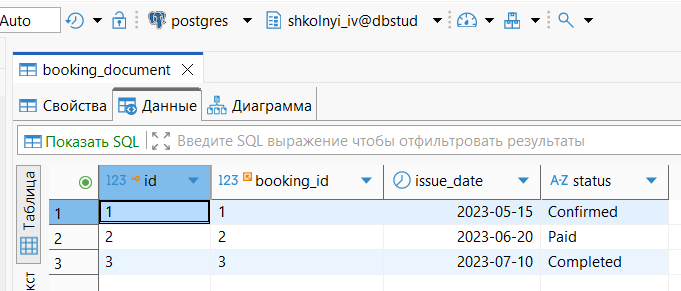 Auto postgres shkolnyi_iv@dbstud
booking_document
Свойства Данные Диаграмма
Показать SQL Введите SQL выражение чтобы отфильтровать результаты
Таблица
123 id 123 booking_id issue_date A-Z status
1 1 1 2023-05-15 Confirmed
2 2 2 2023-06-20 Paid
3 3 3 2023-07-10 Completed